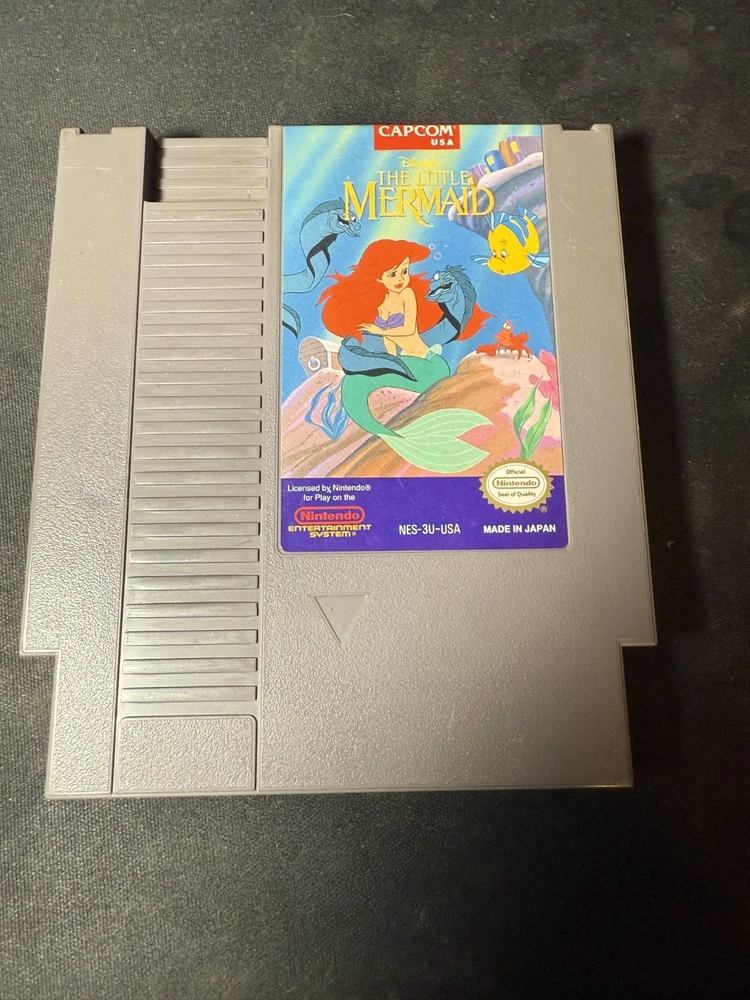 CAPCOM®
USA
Disney's
THE LITTLE
MERMAID
Licensed by Nintendo®
for Play on the
Nintendo
ENTERTAINMENT
SYSTEM®
NES-3U-USA
MADE IN JAPAN
Official
Nintendo
Seal of Quality
®